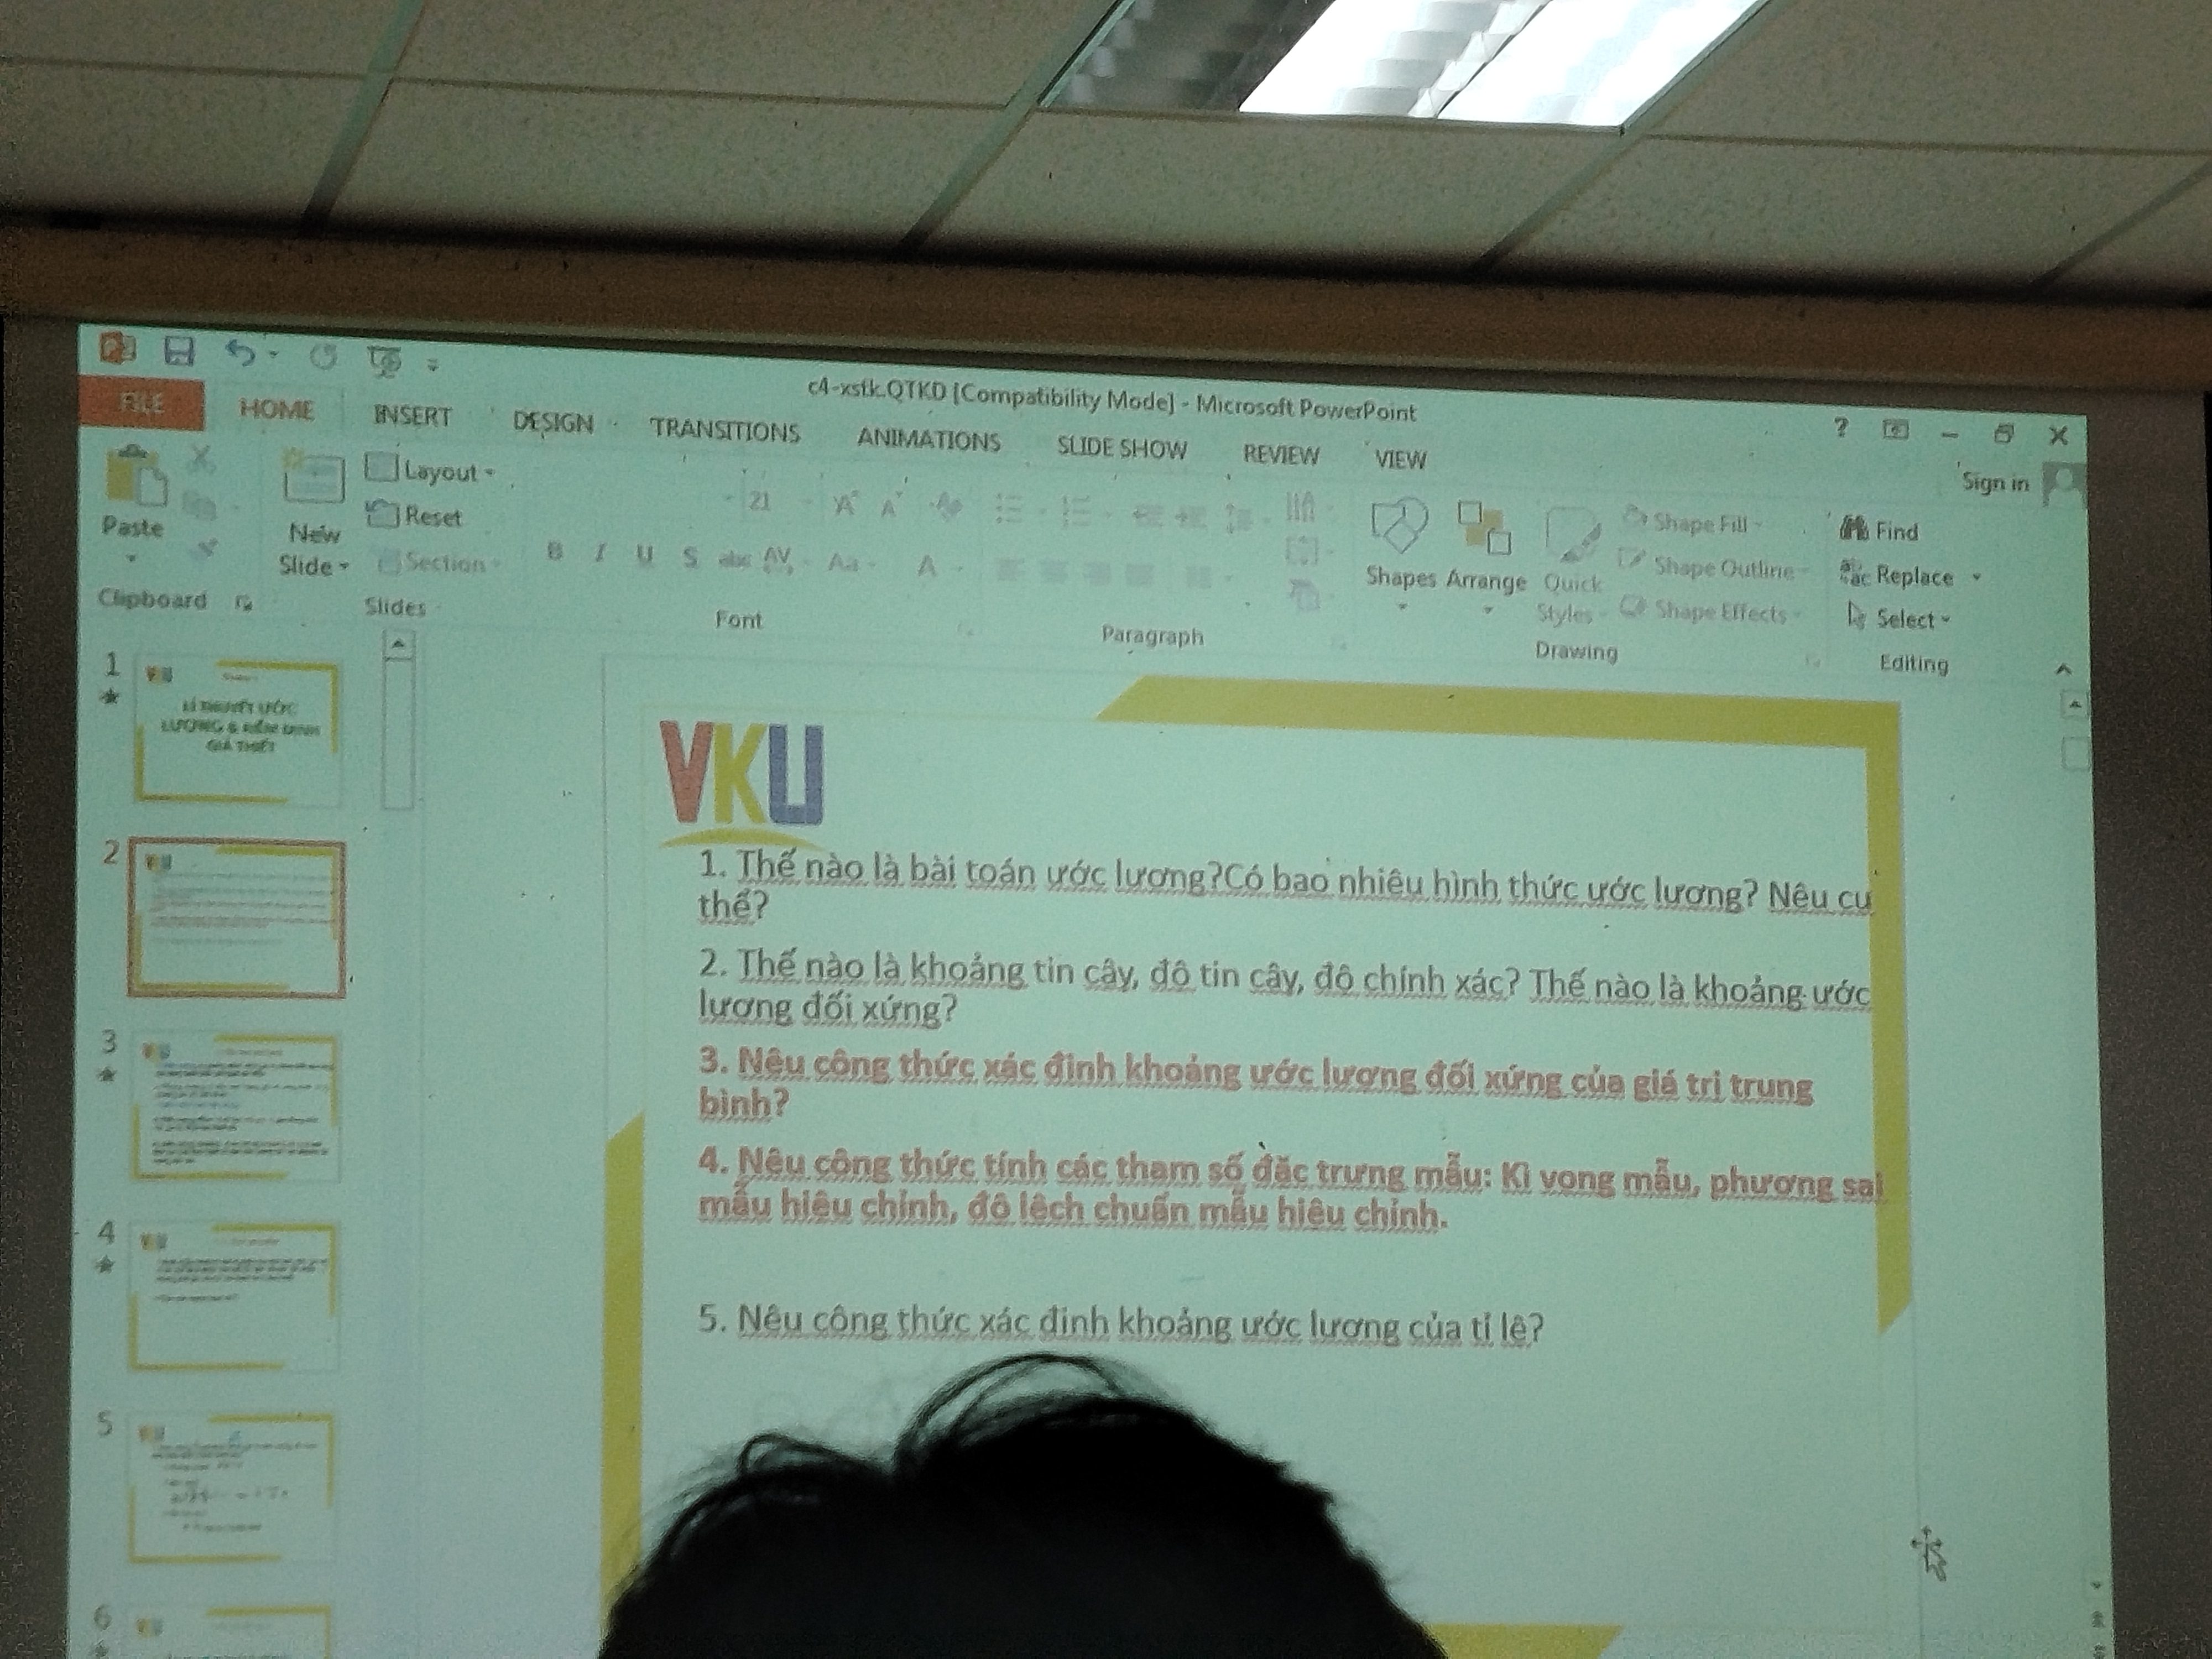 c4-xstk.QTKD [Compatibility Mode] - Microsoft PowerPoint
FILE HOME INSERT DESIGN TRANSITIONS ANIMATIONS SLIDE SHOW REVIEW VIEW
Sign in
Paste
New
Slide
Layout
Reset
Section
21
B I U S abc AV Aa A
Shapes Arrange Quick
Styles
Shape Fill
Shape Outline
Shape Effects
Find
Replace
Select
Clipboard Slides Font Paragraph Drawing Editing
1
LÍ THUYẾT ƯỚC
LƯỢNG & KIỂM ĐỊNH
GIẢ THIẾT
2
3
4
5
6
VKU
1. Thế nào là bài toán ước lượng?Có bao nhiêu hình thức ước lượng? Nêu cụ
thể?
2. Thế nào là khoảng tin cậy, độ tin cậy, độ chính xác? Thế nào là khoảng ước
lượng đối xứng?
3. Nêu công thức xác định khoảng ước lượng đối xứng của giá trị trung
bình?
4. Nêu công thức tính các tham số đặc trưng mẫu: Kì vọng mẫu, phương sai
mẫu hiệu chỉnh, độ lệch chuẩn mẫu hiệu chỉnh.
5. Nêu công thức xác định khoảng ước lượng của tỉ lệ?